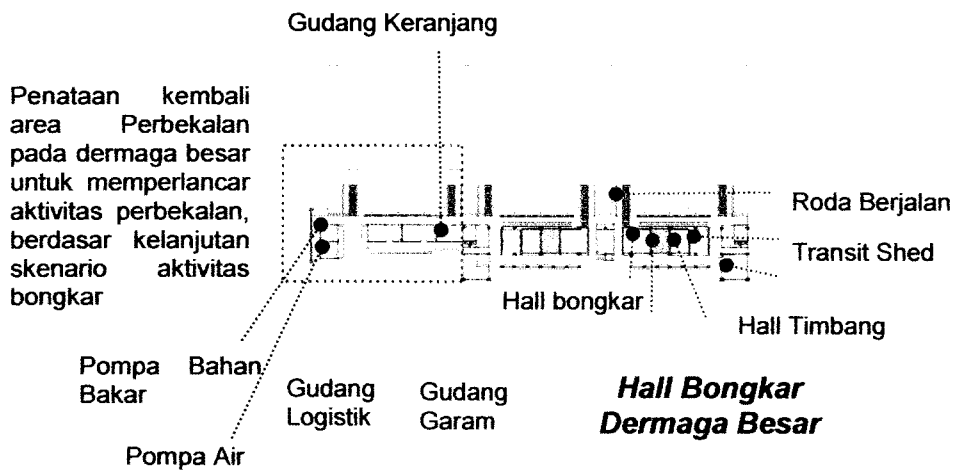 Gudang Keranjang
Penataan kembali
area Perbekalan
pada dermaga besar
untuk memperlancar
aktivitas perbekalan,
berdasar kelanjutan
skenario aktivitas
bongkar
Roda Berjalan
Transit Shed
Hall bongkar
Hall Timbang
Pompa Bahan
Bakar
Gudang
Logistik
Gudang
Garam
Hall Bongkar
Dermaga Besar
Pompa Air